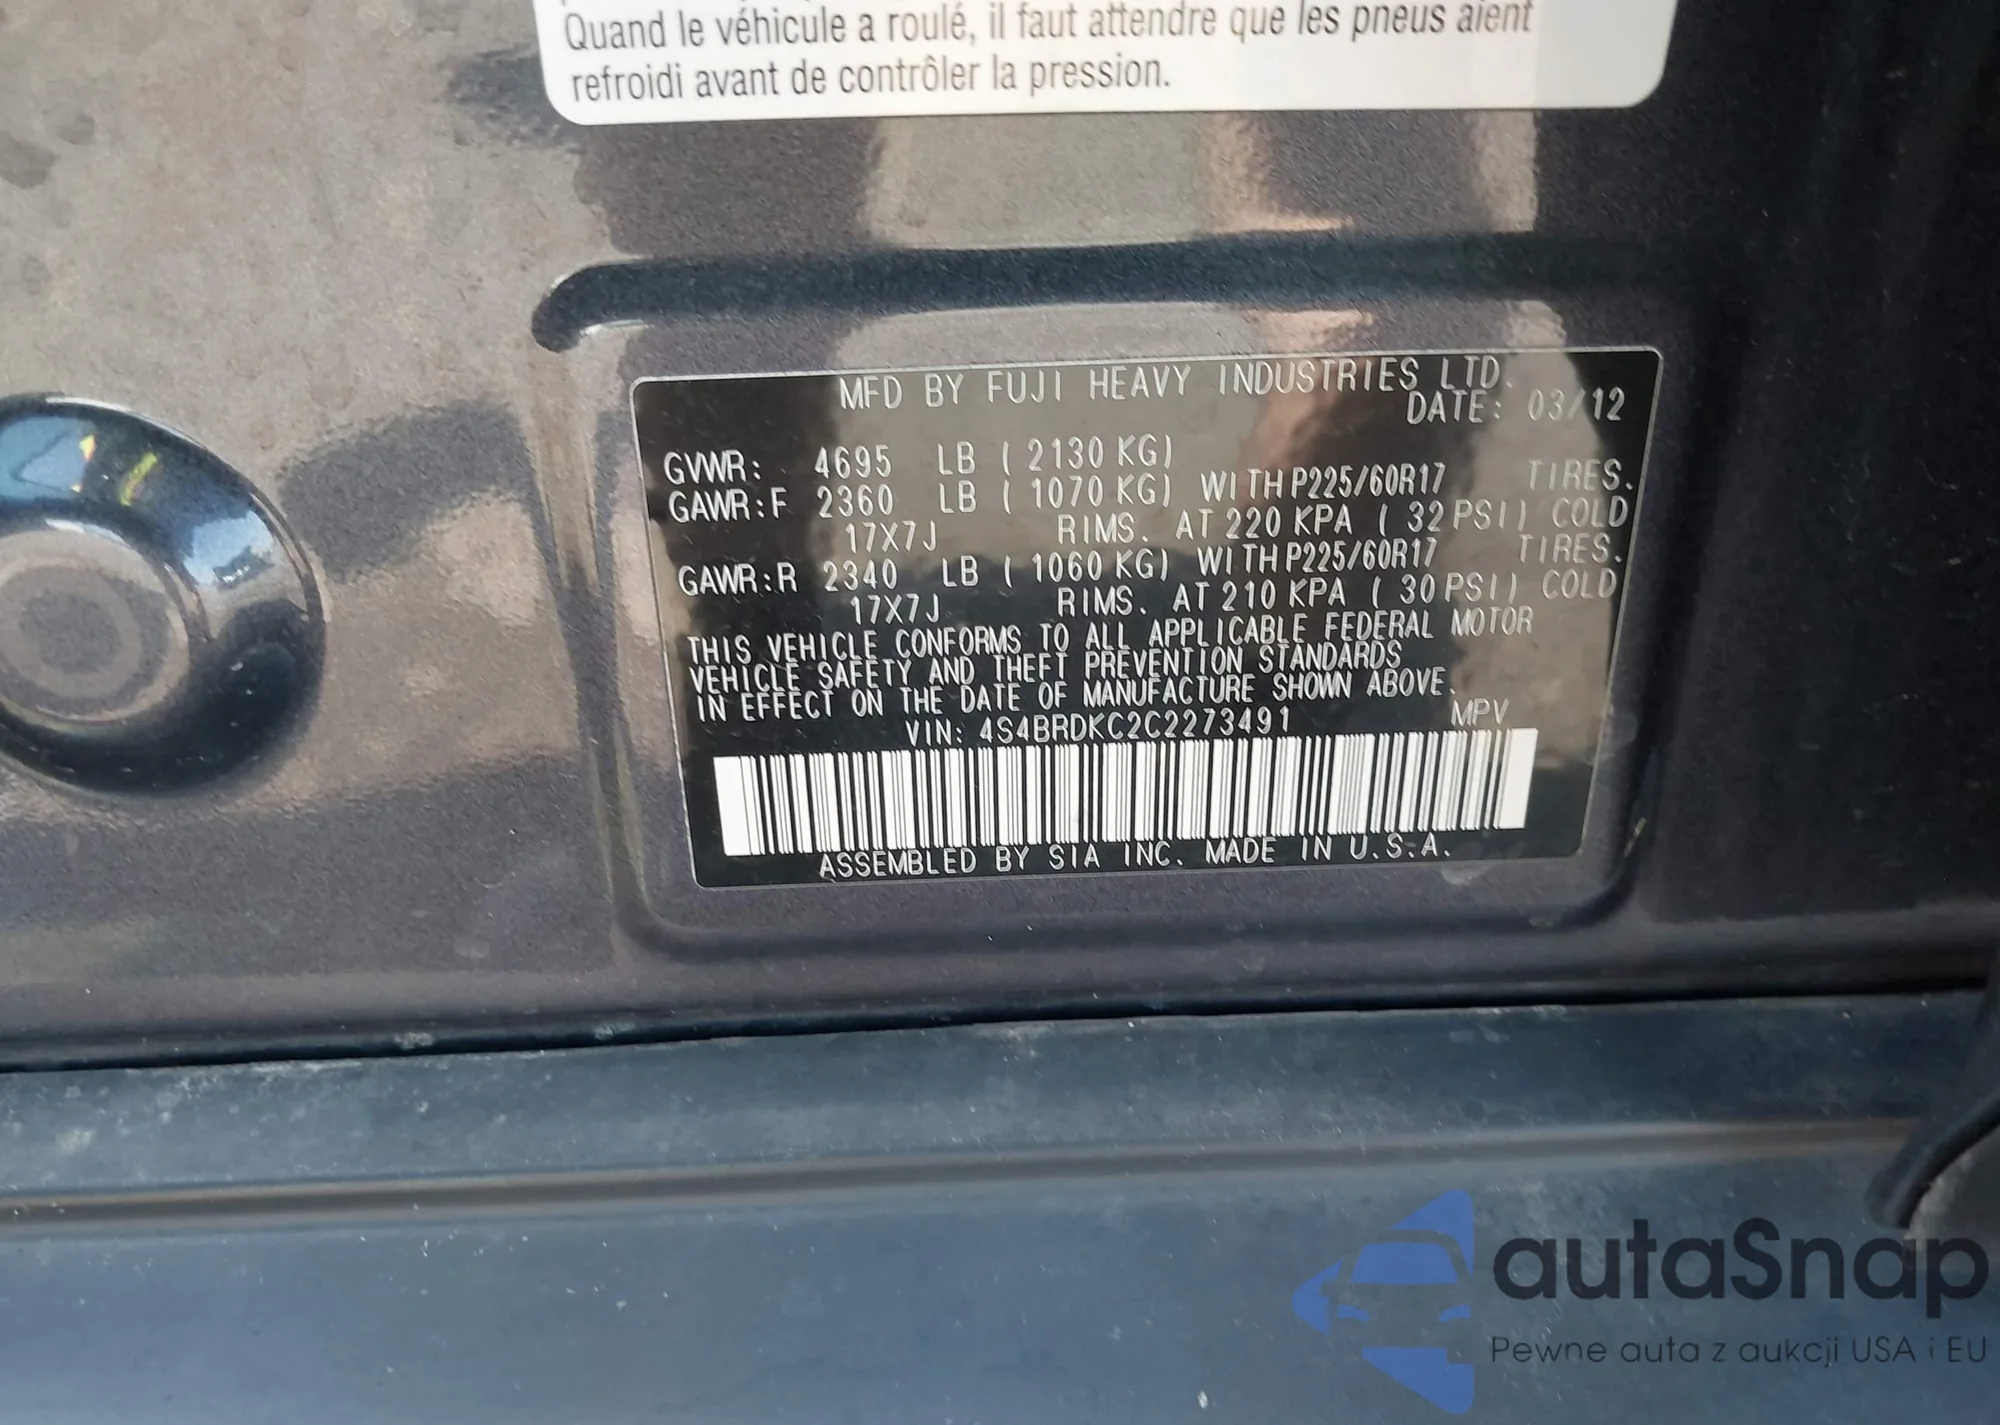 Quand le véhicule a roulé, il faut attendre que les pneus aient
refroidi avant de contrôler la pression.
MFD BY FUJI HEAVY INDUSTRIES LTD.
DATE: 03/12
GVWR: 4695 LB ( 2130 KG)
GAWR:F 2360 LB ( 1070 KG) WITH P225/60R17 TIRES.
17X7J RIMS. AT 220 KPA ( 32 PSI) COLD
GAWR:R 2340 LB ( 1060 KG) WITH P225/60R17 TIRES.
17X7J RIMS. AT 210 KPA ( 30 PSI) COLD
THIS VEHICLE CONFORMS TO ALL APPLICABLE FEDERAL MOTOR
VEHICLE SAFETY AND THEFT PREVENTION STANDARDS
IN EFFECT ON THE DATE OF MANUFACTURE SHOWN ABOVE.
VIN: 4S4BRDKC2C2273491 MPV
ASSEMBLED BY SIA INC. MADE IN U.S.A.
autaSnap
Pewne auta z aukcji USA i EU